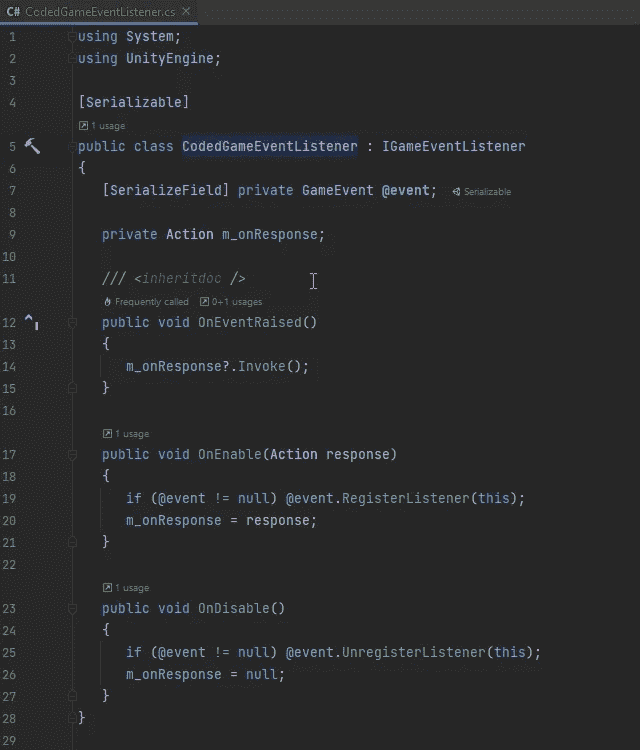 C# CodedGameEventListener.cs ×
1 using System;
2 using UnityEngine;
3
4 [Serializable]
1 usage
5 public class CodedGameEventListener : IGameEventListener
6 {
7 [SerializeField] private GameEvent @event; Serializable
8
9 private Action m_onResponse;
10
11 /// <inheritdoc />
Frequently called 0+1 usages
12 public void OnEventRaised()
13 {
14 m_onResponse?.Invoke();
15 }
16
1 usage
17 public void OnEnable(Action response)
18 {
19 if (@event != null) @event.RegisterListener(this);
20 m_onResponse = response;
21 }
22
1 usage
23 public void OnDisable()
24 {
25 if (@event != null) @event.UnregisterListener(this);
26 m_onResponse = null;
27 }
28 }
29